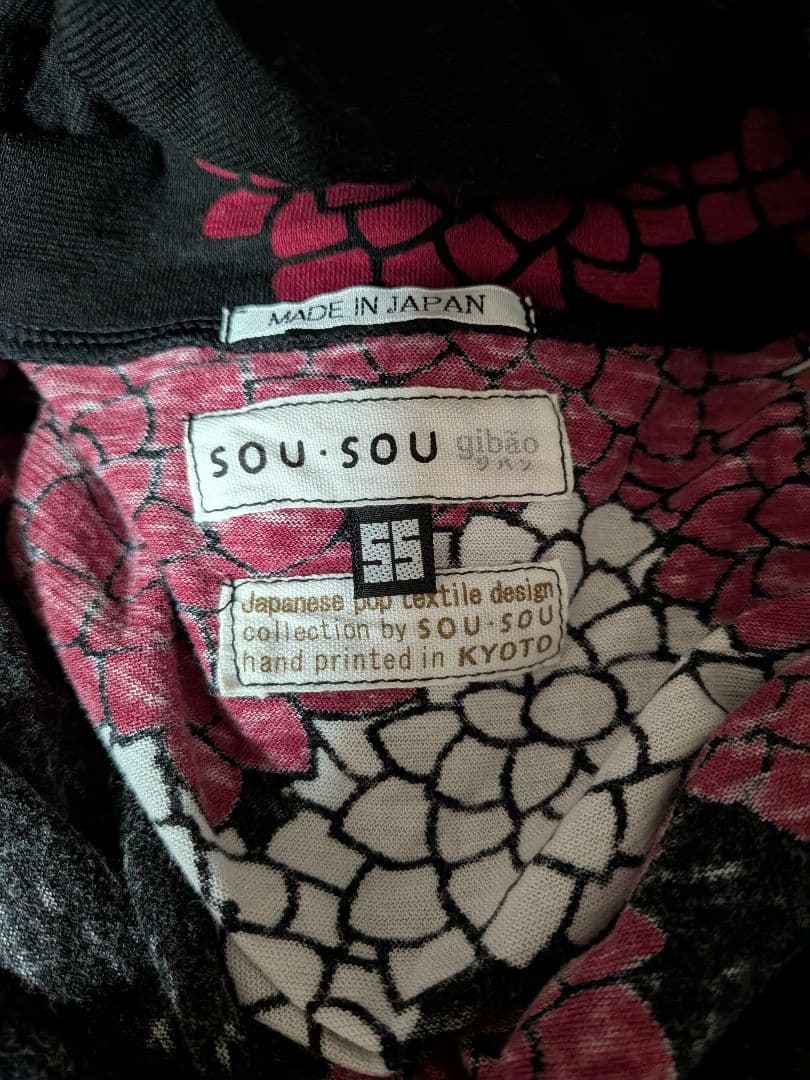 MADE IN JAPAN
SOU・SOU gibão
ジバン
SS
Japanese pop textile design
collection by SOU・SOU
hand printed in KYOTO